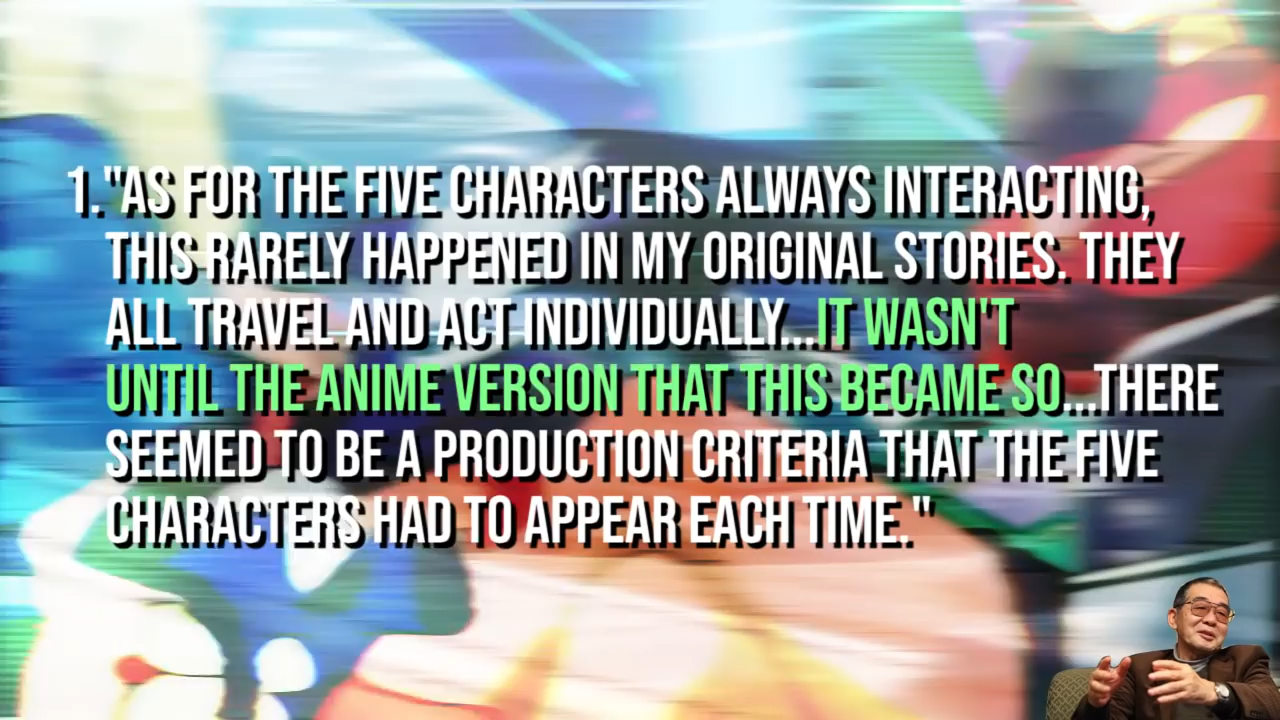 1. "AS FOR THE FIVE CHARACTERS ALWAYS INTERACTING,
THIS RARELY HAPPENED IN MY ORIGINAL STORIES. THEY
ALL TRAVEL AND ACT INDIVIDUALLY...IT WASN'T
UNTIL THE ANIME VERSION THAT THIS BECAME SO...THERE
SEEMED TO BE A PRODUCTION CRITERIA THAT THE FIVE
CHARACTERS HAD TO APPEAR EACH TIME."